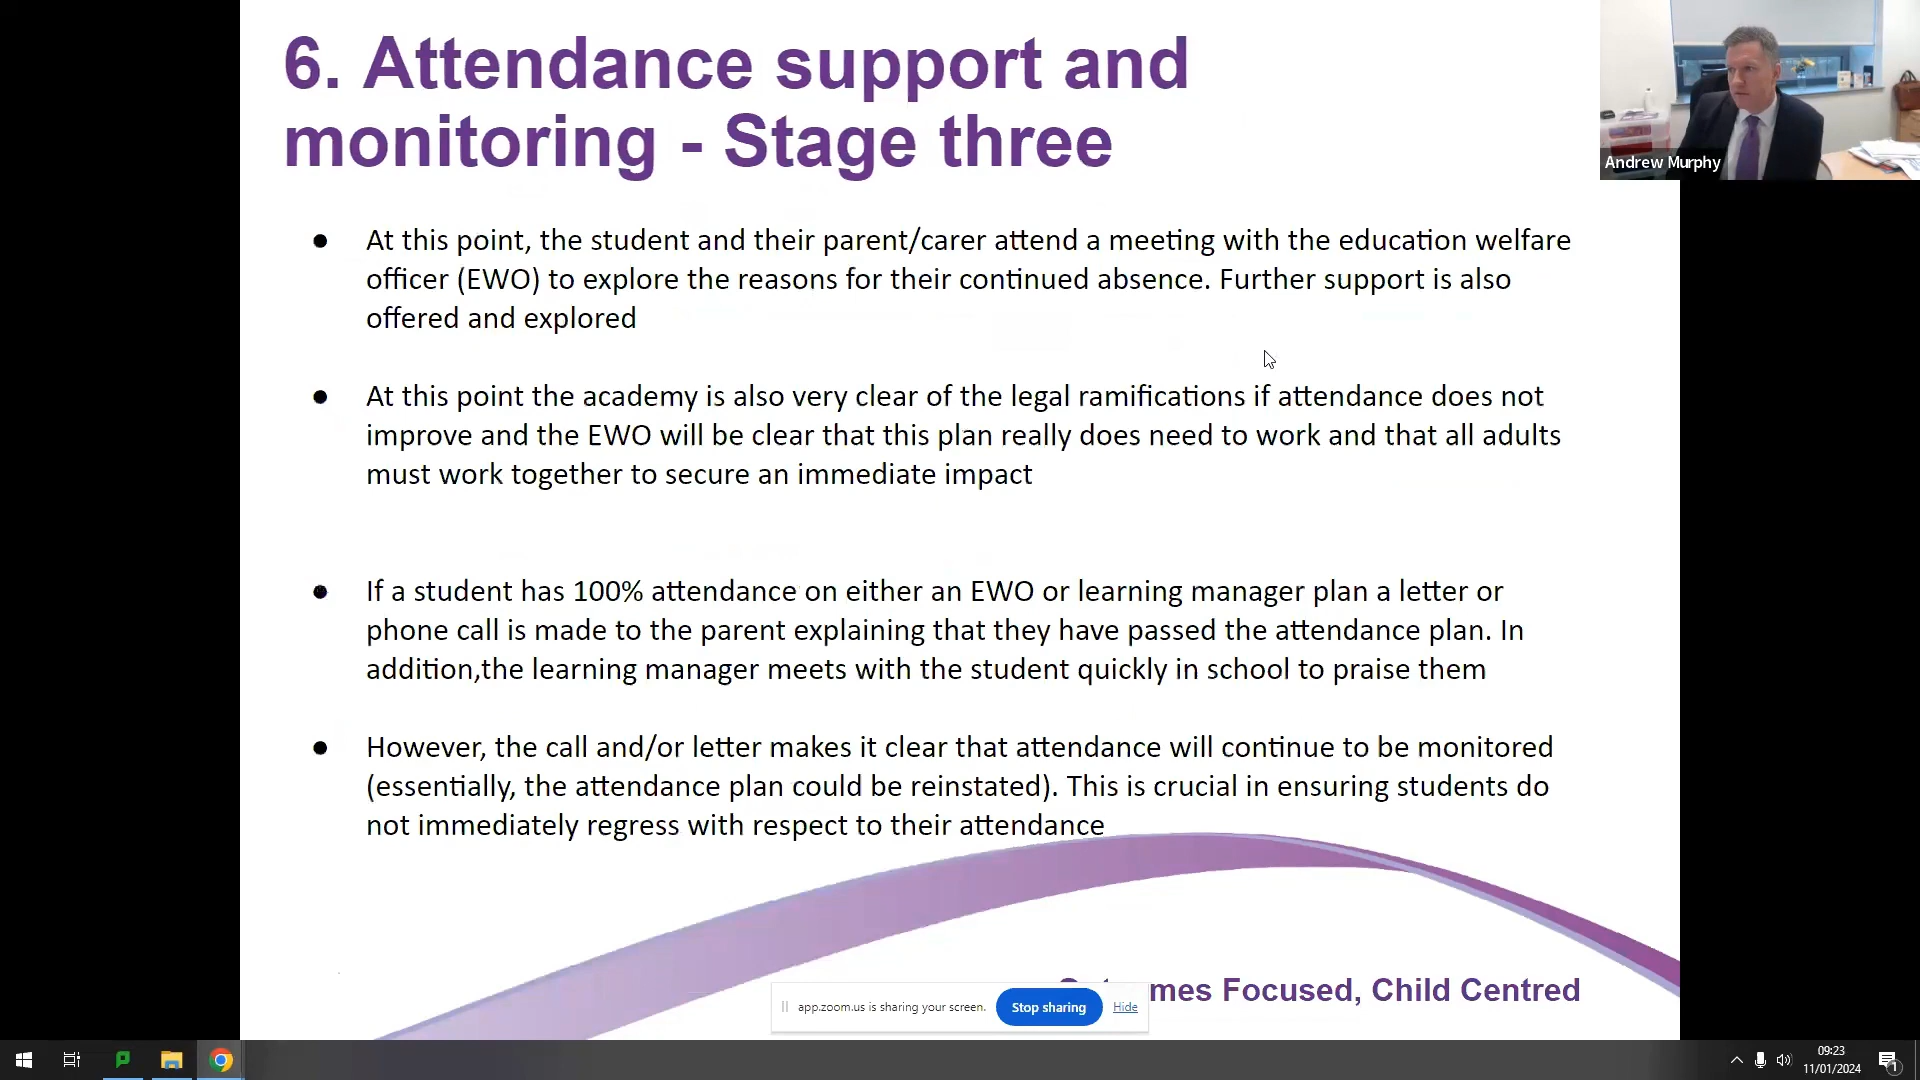 6. Attendance support and
monitoring - Stage three
Andrew Murphy
● At this point, the student and their parent/carer attend a meeting with the education welfare
officer (EWO) to explore the reasons for their continued absence. Further support is also
offered and explored
● At this point the academy is also very clear of the legal ramifications if attendance does not
improve and the EWO will be clear that this plan really does need to work and that all adults
must work together to secure an immediate impact
● If a student has 100% attendance on either an EWO or learning manager plan a letter or
phone call is made to the parent explaining that they have passed the attendance plan. In
addition,the learning manager meets with the student quickly in school to praise them
● However, the call and/or letter makes it clear that attendance will continue to be monitored
(essentially, the attendance plan could be reinstated). This is crucial in ensuring students do
not immediately regress with respect to their attendance
Focused, Child Centred
app.zoom.us is sharing your screen. Stop sharing Hide
09:23
11/01/2024
1